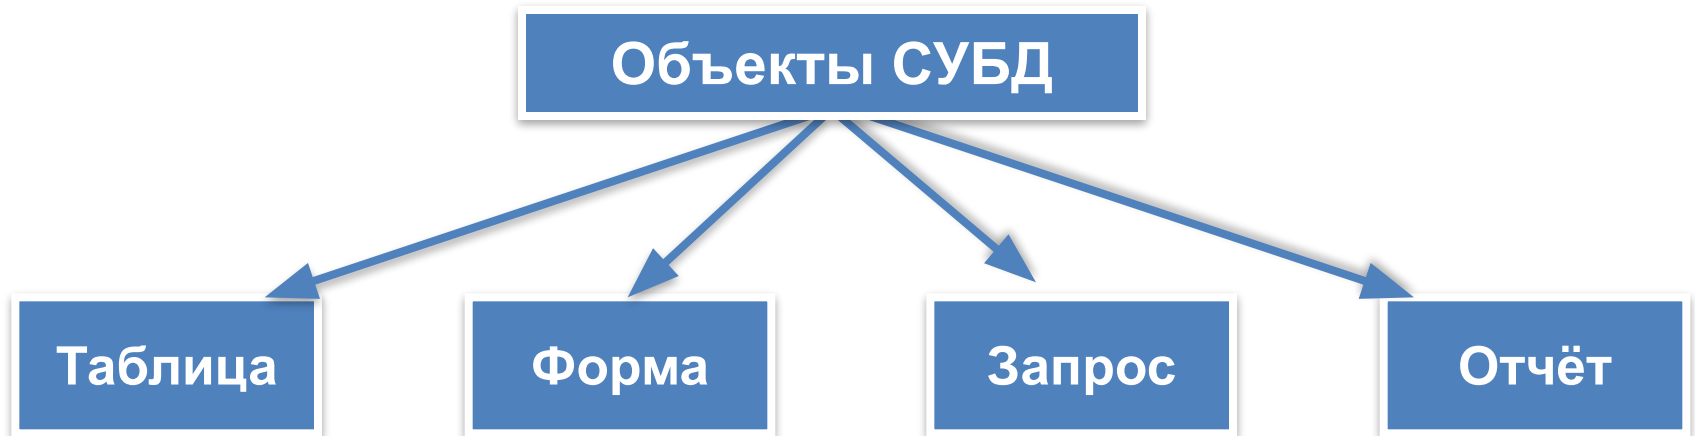 Объекты СУБД
Таблица
Форма
Запрос
Отчёт